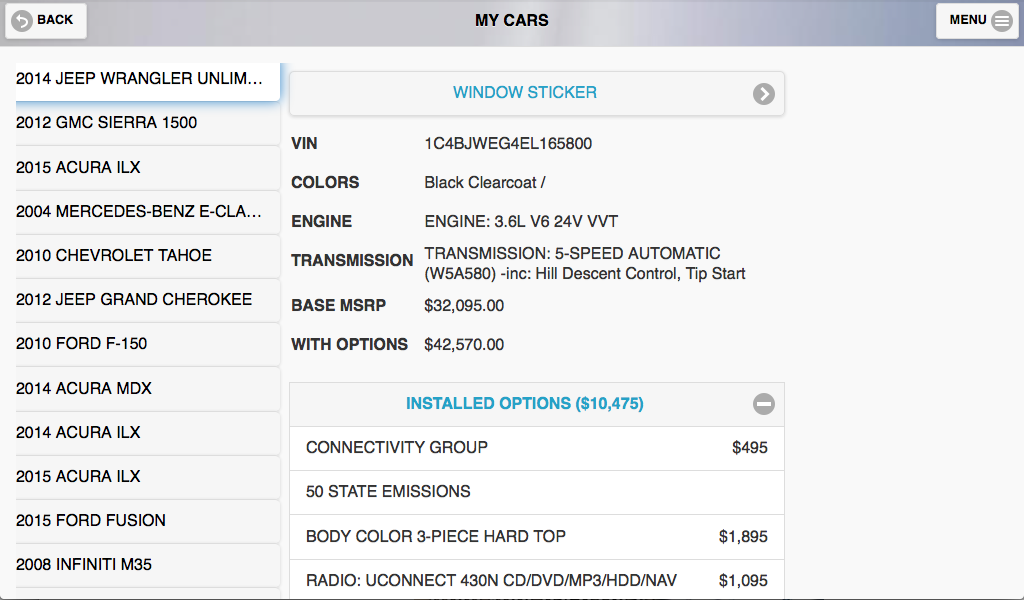 BACK
MY CARS
MENU
2014 JEEP WRANGLER UNLIM...
2012 GMC SIERRA 1500
2015 ACURA ILX
2004 MERCEDES-BENZ E-CLA...
2010 CHEVROLET TAHOE
2012 JEEP GRAND CHEROKEE
2010 FORD F-150
2014 ACURA MDX
2014 ACURA ILX
2015 ACURA ILX
2015 FORD FUSION
2008 INFINITI M35
WINDOW STICKER
VIN 1C4BJWEG4EL165800
COLORS Black Clearcoat /
ENGINE ENGINE: 3.6L V6 24V VVT
TRANSMISSION TRANSMISSION: 5-SPEED AUTOMATIC
(W5A580) -inc: Hill Descent Control, Tip Start
BASE MSRP $32,095.00
WITH OPTIONS $42,570.00
INSTALLED OPTIONS ($10,475)
CONNECTIVITY GROUP $495
50 STATE EMISSIONS
BODY COLOR 3-PIECE HARD TOP $1,895
RADIO: UCONNECT 430N CD/DVD/MP3/HDD/NAV $1,095